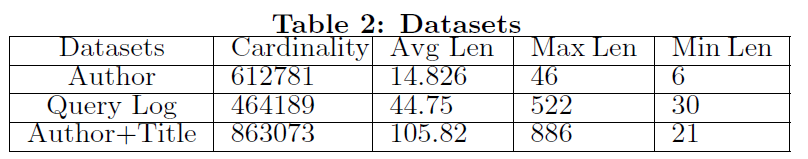 Table 2: Datasets
Datasets Cardinality Avg Len Max Len Min Len
Author 612781 14.826 46 6
Query Log 464189 44.75 522 30
Author+Title 863073 105.82 886 21